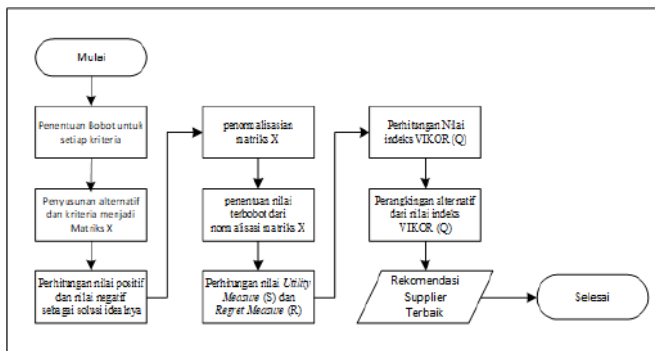 Mulai
Penentuan Bobot untuk
setiap kriteria
Penyusunan alternatif
dan kriteria menjadi
Matriks X
Perhitungan nilai positif
dan nilai negatif
sebagai solusi idealnya
penormalisasian
matriks X
penentuan nilai
terbobot dari
normalisasi matriks X
Perhitungan nilai Utility
Measure (S) dan
Regret Measure (R)
Perhitungan Nilai
indeks VIKOR (Q)
Perangkingan alternatif
dari nilai indeks
VIKOR (Q)
Rekomendasi
Supplier
Terbaik
Selesai